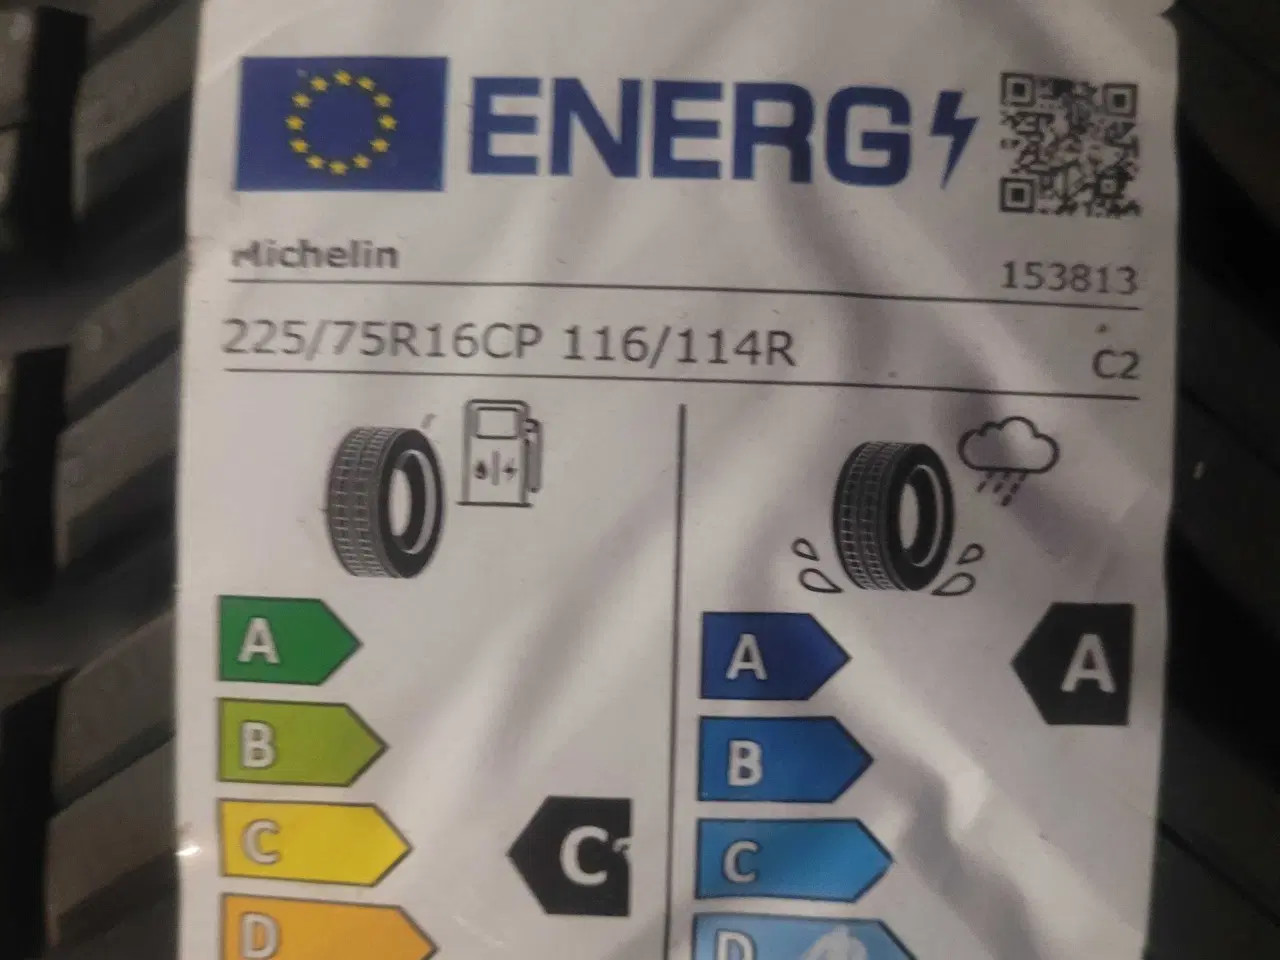 ENERG
Michelin
153813
225/75R16CP 116/114R
C2
A
B
C
D
C
A
B
C
D
A